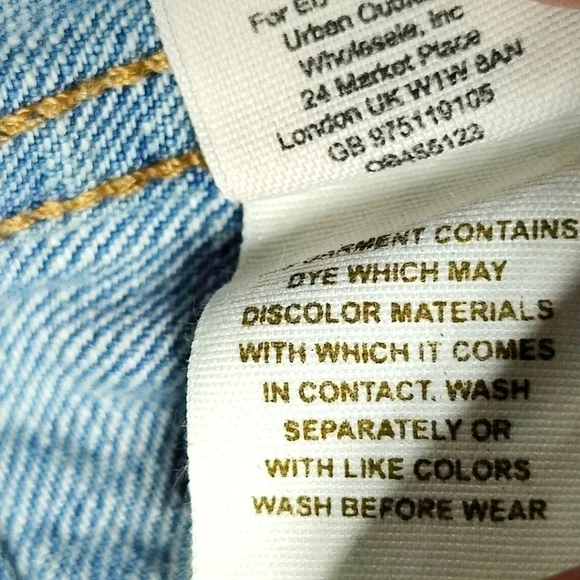 For EU
Urban Outfitters
Wholesale, Inc
24 Market Place
London UK W1W 8AN
GB 975119105
GARMENT CONTAINS
DYE WHICH MAY
DISCOLOR MATERIALS
WITH WHICH IT COMES
IN CONTACT. WASH
SEPARATELY OR
WITH LIKE COLORS
WASH BEFORE WEAR